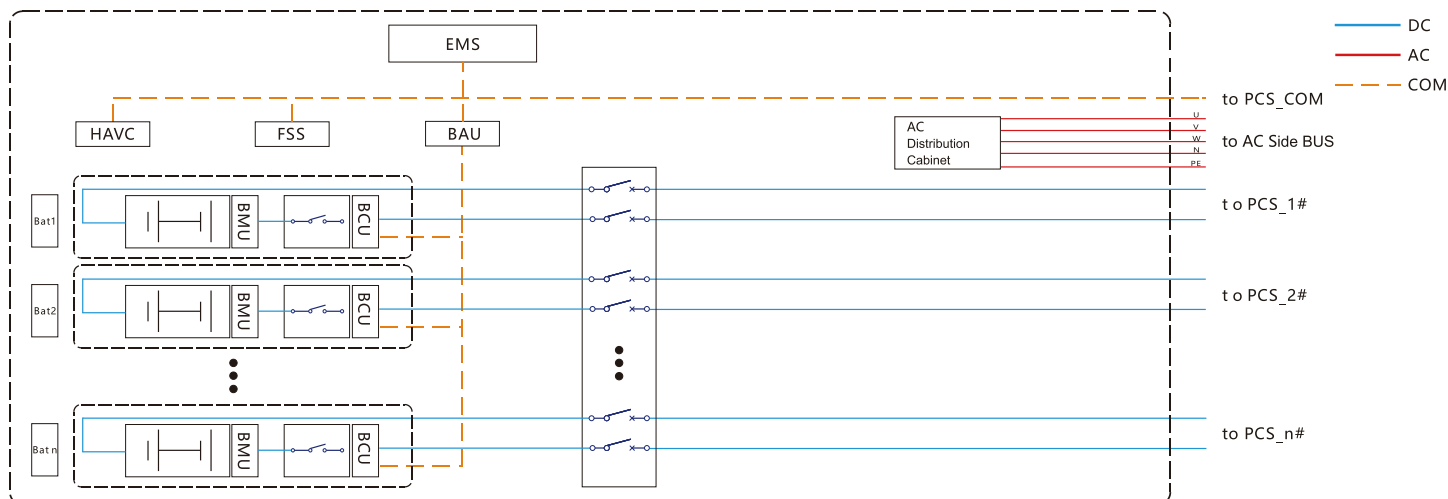 EMS
DC
AC
COM
to PCS_COM
HAVC
FSS
BAU
AC
Distribution
Cabinet
U
V
W
N
PE
to AC Side BUS
Bat1
BMU
BCU
t o PCS_1#
Bat2
BMU
BCU
t o PCS_2#
Bat n
BMU
BCU
to PCS_n#